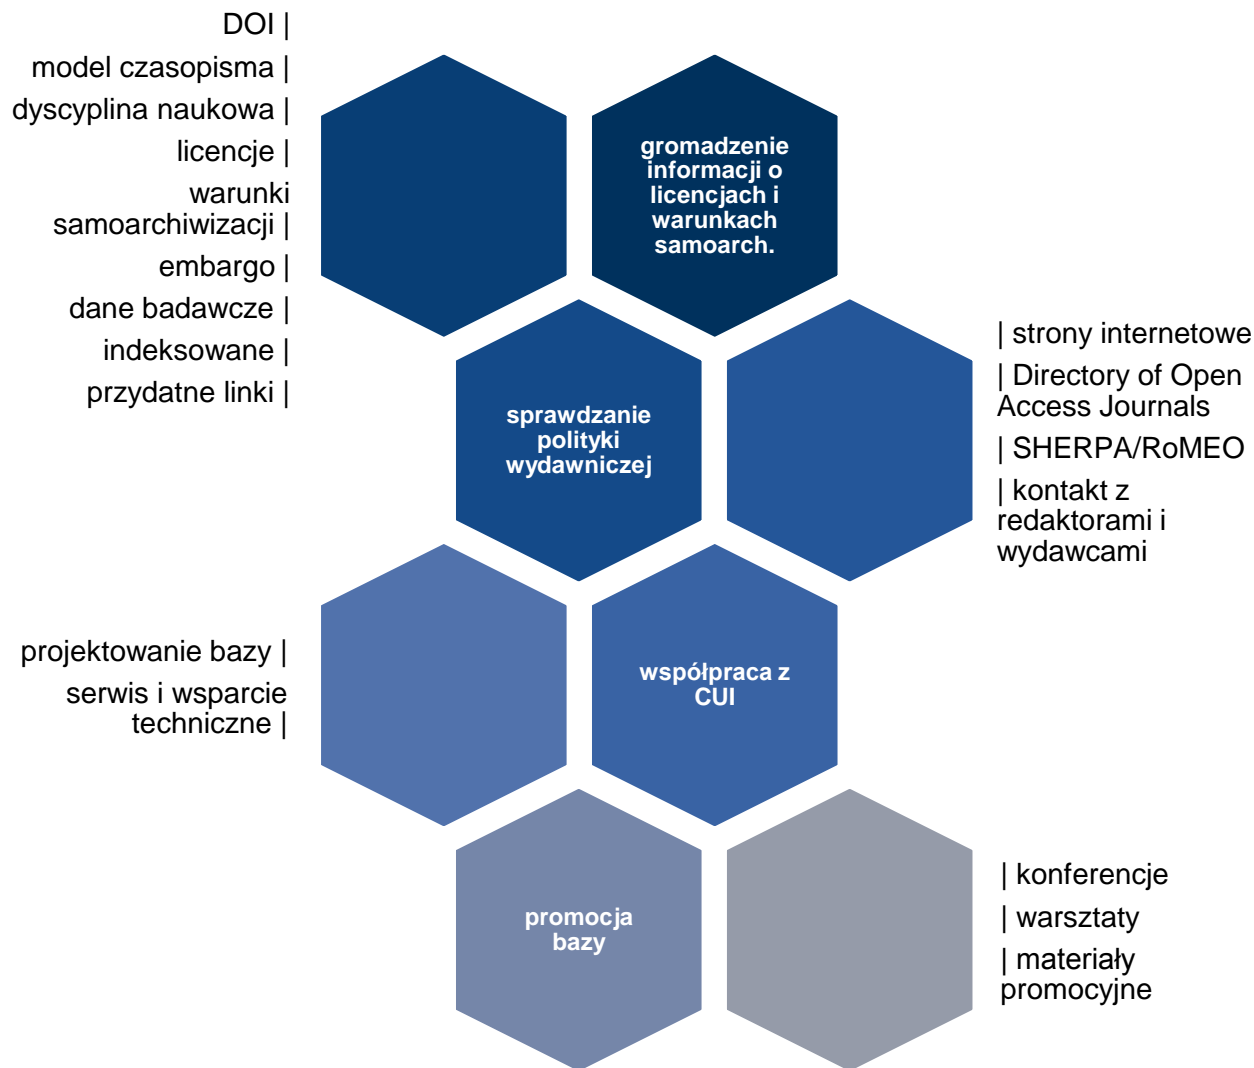 DOI |
model czasopisma |
dyscyplina naukowa |
licencje |
warunki
samoarchiwizacji |
embargo |
dane badawcze |
indeksowane |
przydatne linki |
gromadzenie
informacji o
licencjach i
warunkach
samoarch.
sprawdzanie
polityki
wydawniczej
| strony internetowe
| Directory of Open
Access Journals
| SHERPA/RoMEO
| kontakt z
redaktorami i
wydawcami
projektowanie bazy |
serwis i wsparcie
techniczne |
współpraca z
CUI
promocja
bazy
| konferencje
| warsztaty
| materiały
promocyjne